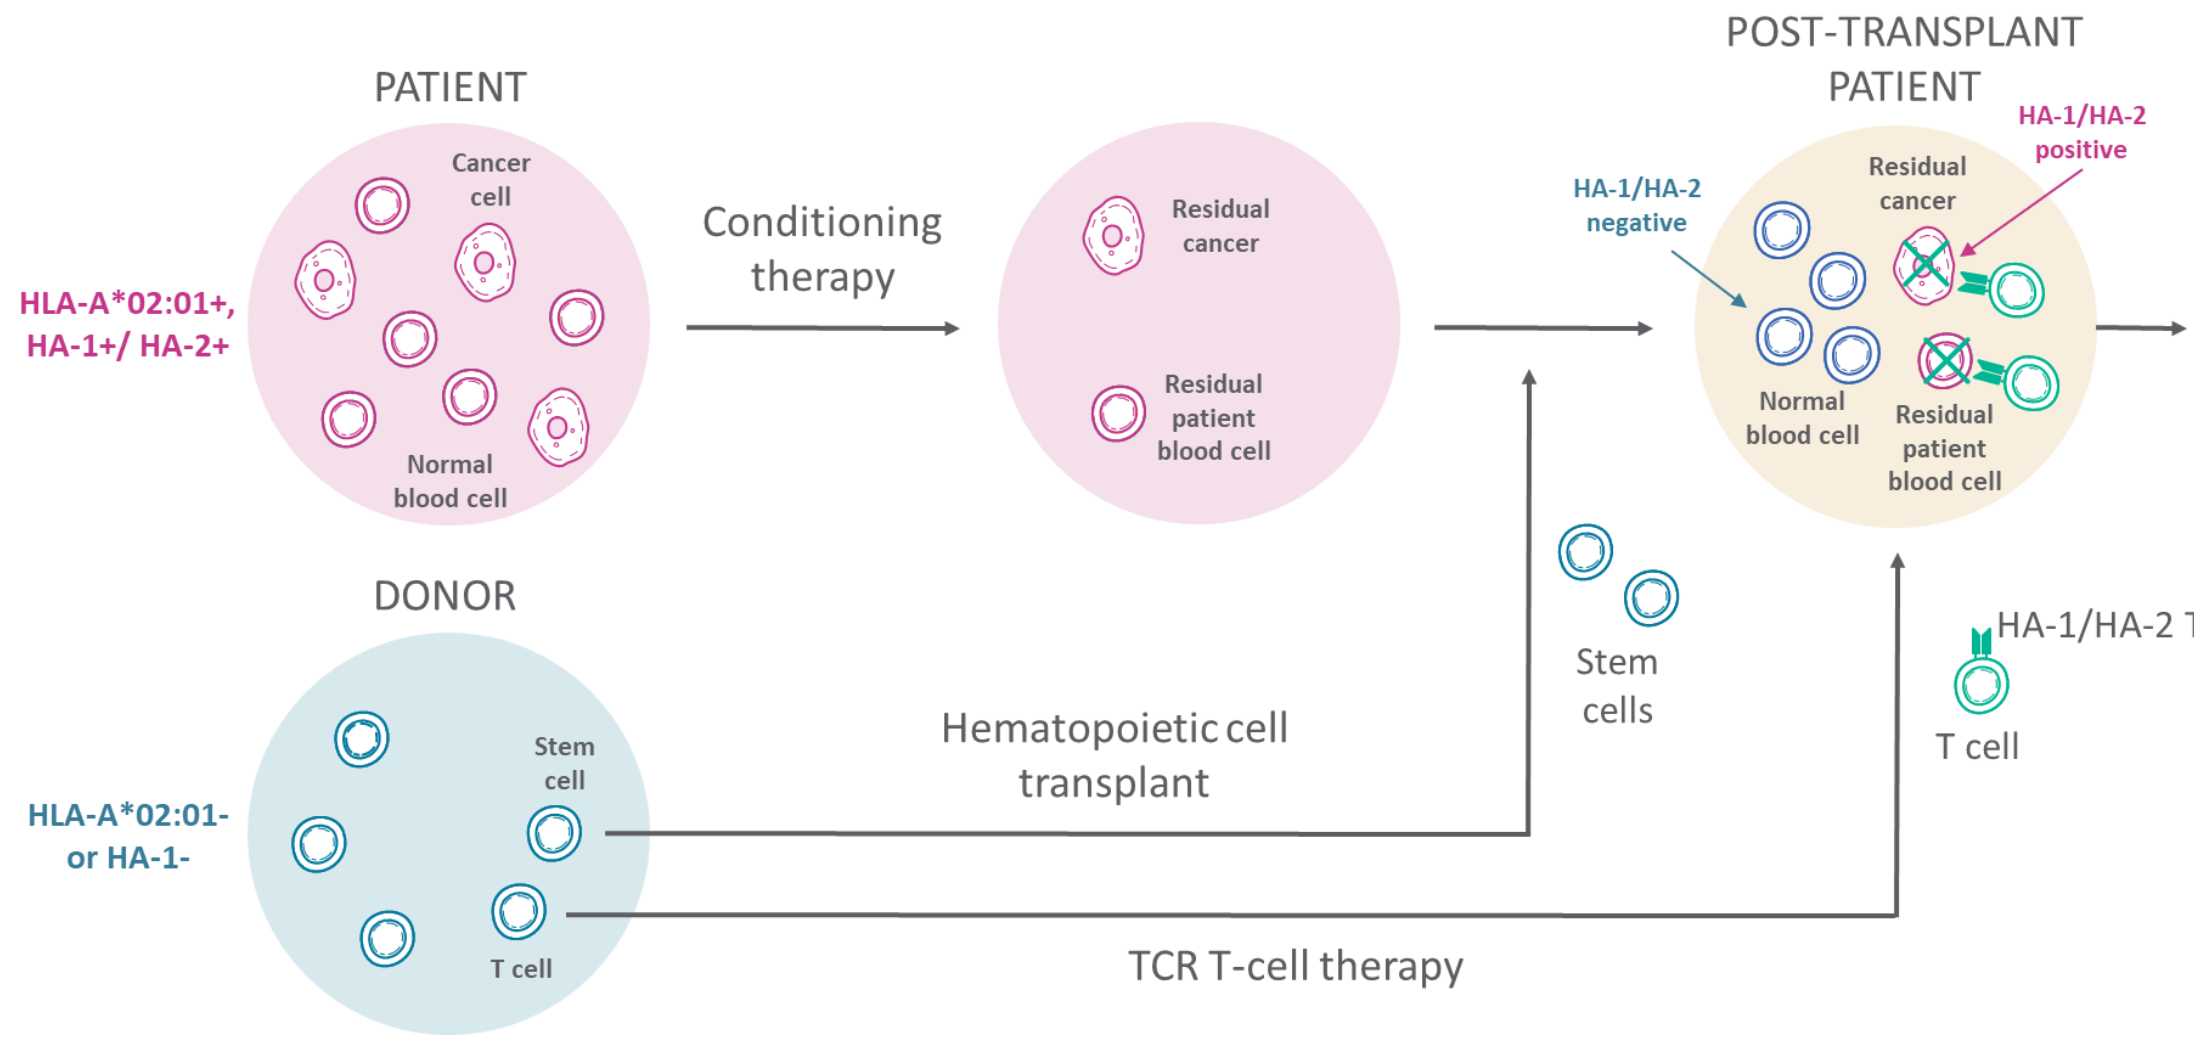 PATIENT
Cancer
cell
HLA-A*02:01+,
HA-1+/ HA-2+
Normal
blood cell
Conditioning
therapy
Residual
cancer
Residual
patient
blood cell
POST-TRANSPLANT
PATIENT
HA-1/HA-2
positive
HA-1/HA-2
negative
Residual
cancer
Normal
blood cell
Residual
patient
blood cell
DONOR
HLA-A*02:01-
or HA-1-
Stem
cell
T cell
Hematopoietic cell
transplant
Stem
cells
HA-1/HA-2 T
T cell
TCR T-cell therapy